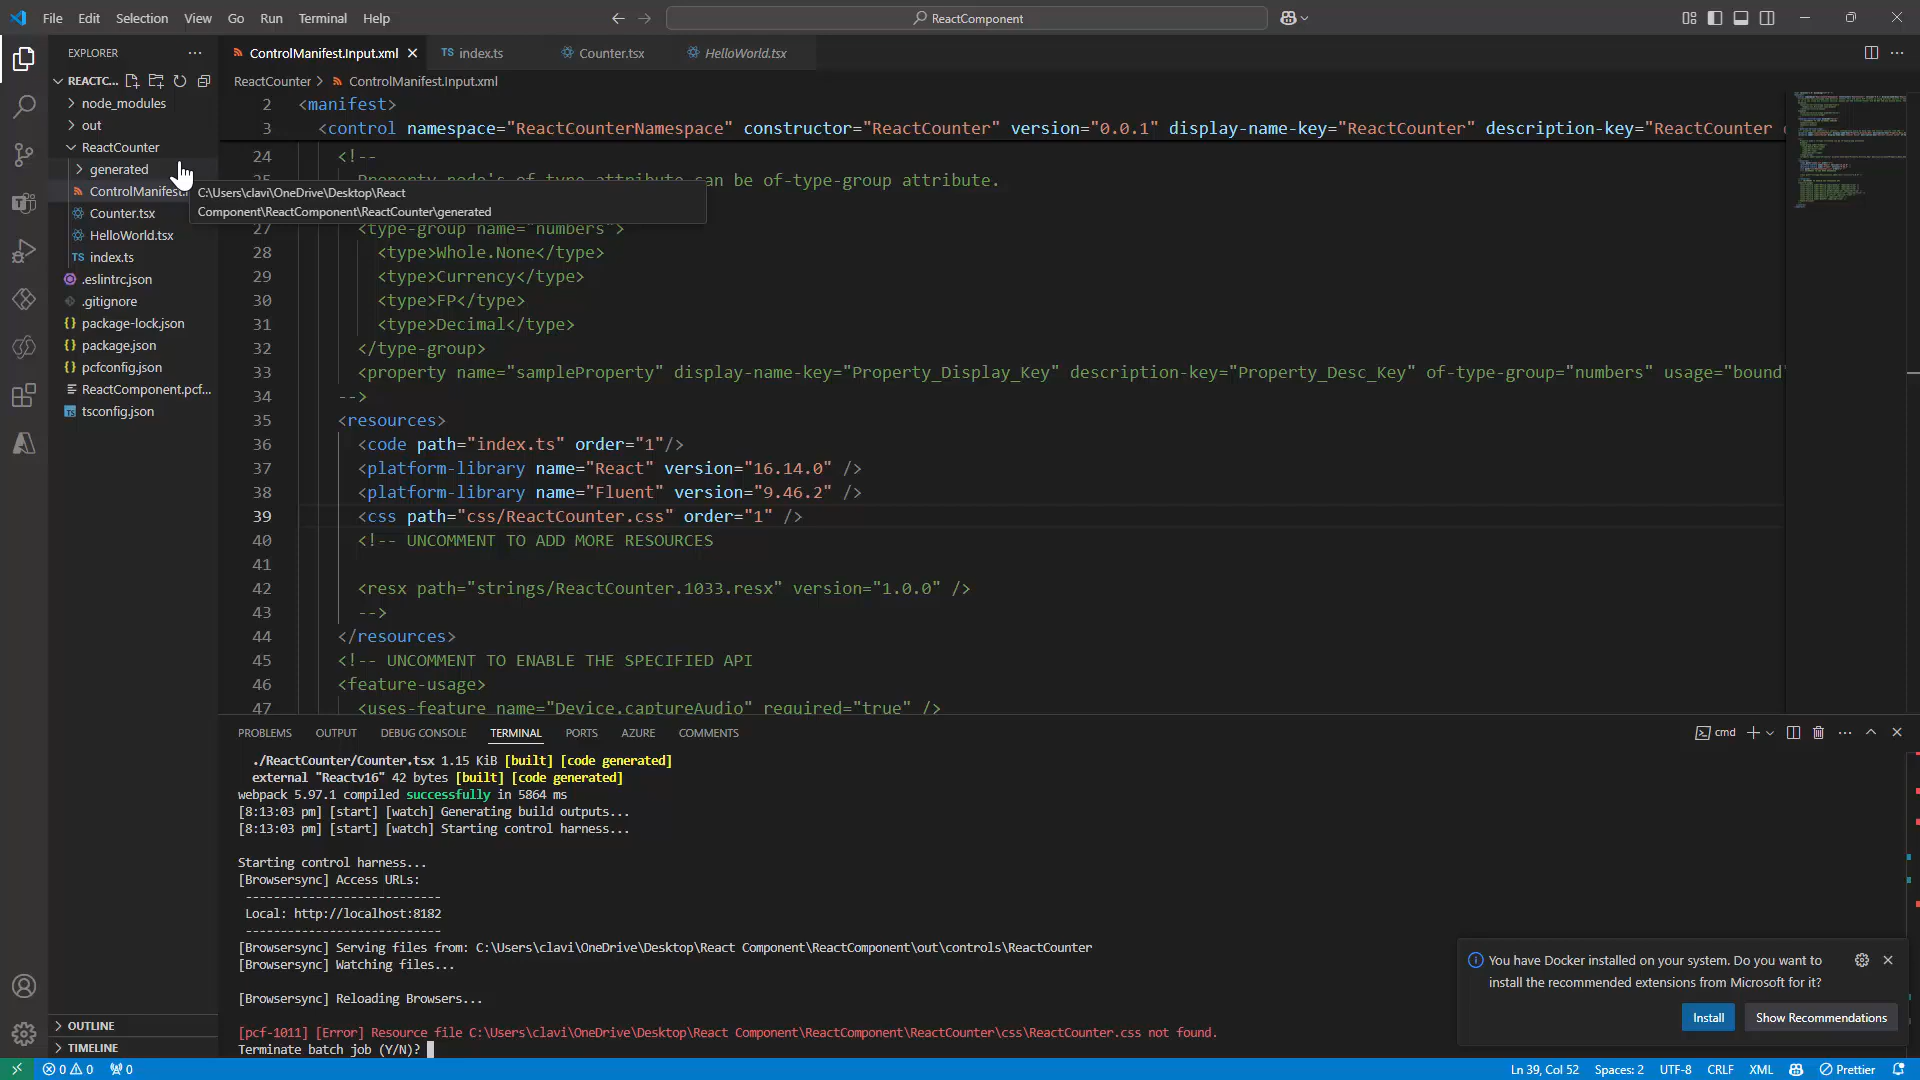 File Edit Selection View Go Run Terminal Help
ReactComponent
EXPLORER
REACTC...
node_modules
out
ReactCounter
generated
ControlManifest.
Counter.tsx
HelloWorld.tsx
index.ts
.eslintrc.json
.gitignore
package-lock.json
package.json
pcfconfig.json
ReactComponent.pcf...
tsconfig.json
OUTLINE
TIMELINE
C:\Users\clavi\OneDrive\Desktop\React
Component\ReactComponent\ReactCounter\generated
ControlManifest.Input.xml
TS index.ts
Counter.tsx
HelloWorld.tsx
ReactCounter > ControlManifest.Input.xml
2 <manifest>
3 <control namespace="ReactCounterNamespace" constructor="ReactCounter" version="0.0.1" display-name-key="ReactCounter" description-key="ReactCounter
24 <!--
can be of-type-group attribute.
27 <type-group name="numbers">
28 <type>Whole.None</type>
29 <type>Currency</type>
30 <type>FP</type>
31 <type>Decimal</type>
32 </type-group>
33 <property name="sampleProperty" display-name-key="Property_Display_Key" description-key="Property_Desc_Key" of-type-group="numbers" usage="bound"
34 -->
35 <resources>
36 <code path="index.ts" order="1"/>
37 <platform-library name="React" version="16.14.0" />
38 <platform-library name="Fluent" version="9.46.2" />
39 <css path="css/ReactCounter.css" order="1" />
40 <!-- UNCOMMENT TO ADD MORE RESOURCES
41
42 <resx path="strings/ReactCounter.1033.resx" version="1.0.0" />
43 -->
44 </resources>
45 <!-- UNCOMMENT TO ENABLE THE SPECIFIED API
46 <feature-usage>
47 <uses-feature name="Device.captureAudio" required="true" />
PROBLEMS OUTPUT DEBUG CONSOLE TERMINAL PORTS AZURE COMMENTS
cmd
./ReactCounter/Counter.tsx 1.15 KiB [built] [code generated]
external "Reactv16" 42 bytes [built] [code generated]
webpack 5.97.1 compiled successfully in 5864 ms
[8:13:03 pm] [start] [watch] Generating build outputs...
[8:13:03 pm] [start] [watch] Starting control harness...
Starting control harness...
[Browsersync] Access URLs:
----------------------------
Local: http://localhost:8182
----------------------------
[Browsersync] Serving files from: C:\Users\clavi\OneDrive\Desktop\React Component\ReactComponent\out\controls\ReactCounter
[Browsersync] Watching files...
[Browsersync] Reloading Browsers...
[pcf-1011] [Error] Resource file C:\Users\clavi\OneDrive\Desktop\React Component\ReactComponent\ReactCounter\css\ReactCounter.css not found.
Terminate batch job (Y/N)?
You have Docker installed on your system. Do you want to
install the recommended extensions from Microsoft for it?
Install
Show Recommendations
0 0 0
Ln 39, Col 52 Spaces: 2 UTF-8 CRLF XML Prettier